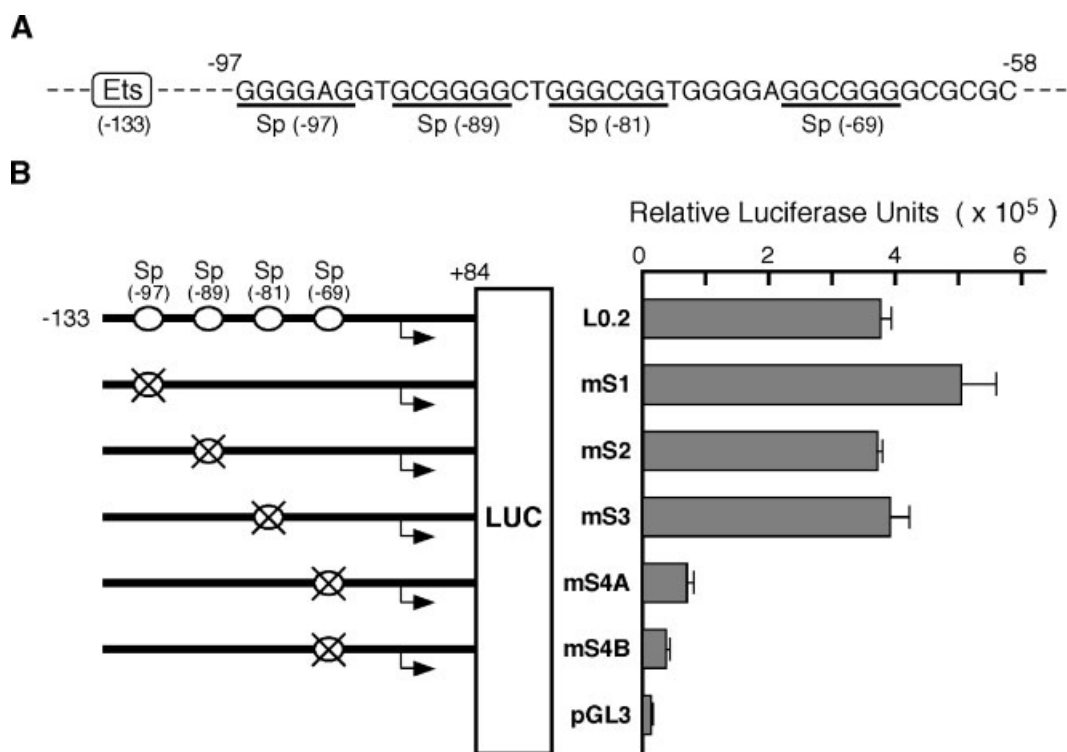 A
-97
-58
Ets
GGGGAGGTGCGGGGCTGGGCGGTGGGGAGGCGGGGCGCGC
(-133)
Sp (-97)
Sp (-89)
Sp (-81)
Sp (-69)
B
Relative Luciferase Units ( x 10⁵ )
0 2 4 6
Sp Sp Sp Sp
(-97) (-89) (-81) (-69)
+84
-133
LUC
L0.2
mS1
mS2
mS3
mS4A
mS4B
pGL3